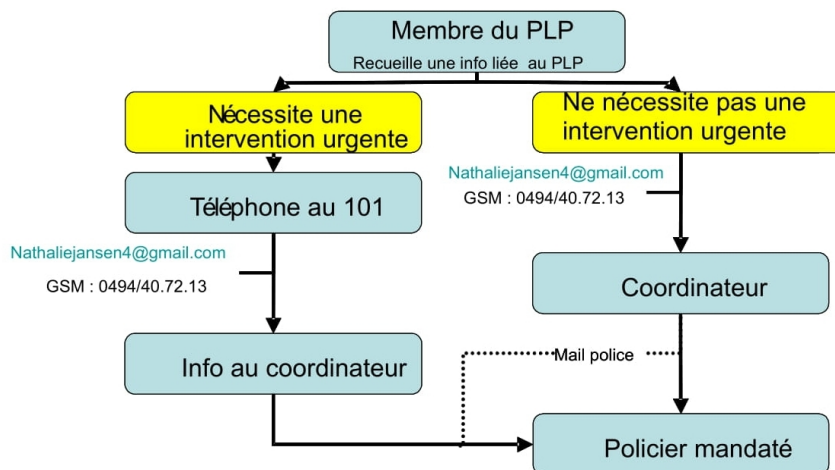 Membre du PLP
Recueille une info liée au PLP
Nécessite une
intervention urgente
Ne nécessite pas une
intervention urgente
Téléphone au 101
Nathaliejansen4@gmail.com
GSM : 0494/40.72.13
Nathaliejansen4@gmail.com
GSM : 0494/40.72.13
Coordinateur
Info au coordinateur
Mail police
Policier mandaté